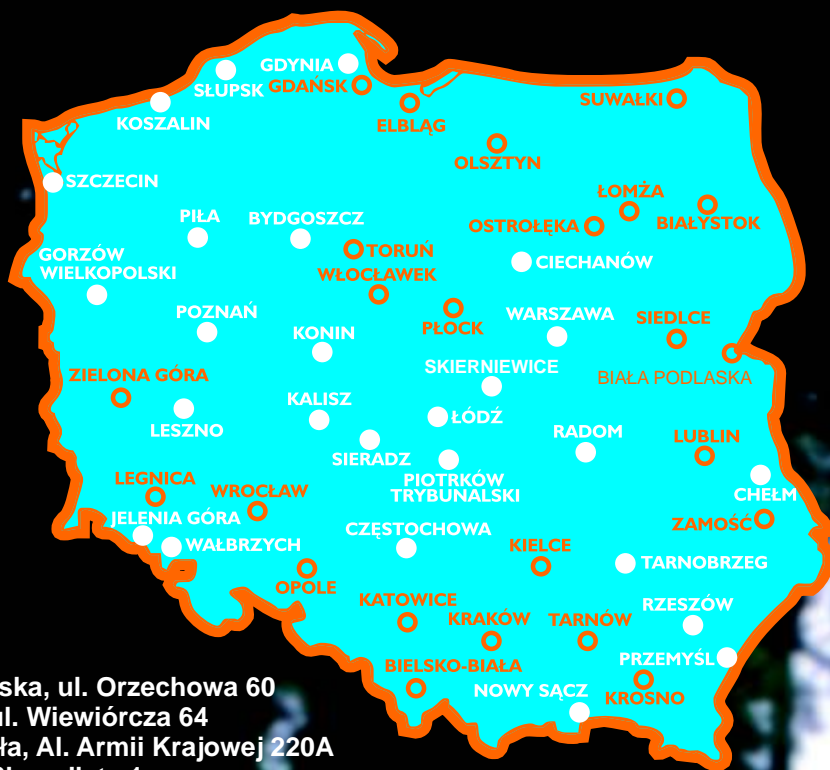 GDYNIA
SŁUPSK
GDAŃSK
SUWAŁKI
KOSZALIN
ELBLĄG
OLSZTYN
SZCZECIN
ŁOMŻA
PIŁA
BYDGOSZCZ
OSTROŁĘKA
BIAŁYSTOK
TORUŃ
GORZÓW
WIELKOPOLSKI
CIECHANÓW
WŁOCŁAWEK
POZNAŃ
PŁOCK
WARSZAWA
SIEDLCE
KONIN
SKIERNIEWICE
BIAŁA PODLASKA
ZIELONA GÓRA
KALISZ
ŁÓDŹ
LESZNO
RADOM
LUBLIN
SIERADZ
PIOTRKÓW
TRYBUNALSKI
LEGNICA
WROCŁAW
CHEŁM
JELENIA GÓRA
CZĘSTOCHOWA
ZAMOŚĆ
WAŁBRZYCH
KIELCE
TARNOBRZEG
OPOLE
KATOWICE
KRAKÓW
TARNÓW
RZESZÓW
BIELSKO-BIAŁA
PRZEMYŚL
NOWY SĄCZ
KROSNO
ska, ul. Orzechowa 60
ul. Wiewiórcza 64
ła, Al. Armii Krajowej 220A